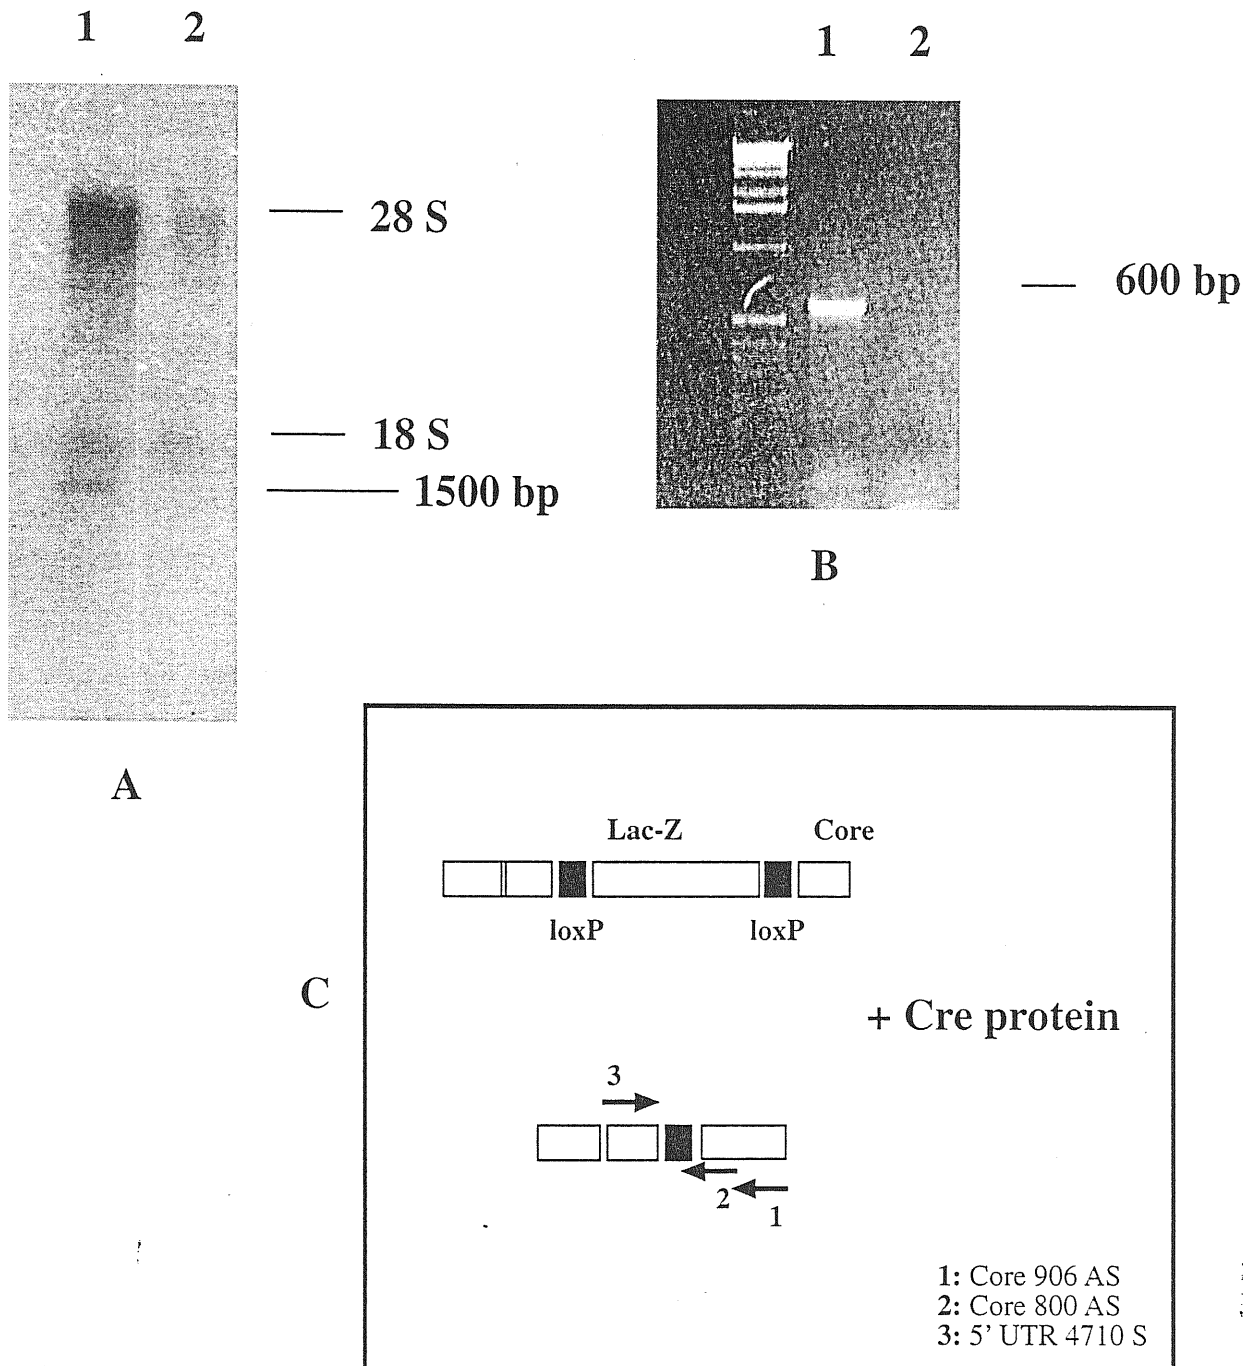 1 2
28 S
18 S
1500 bp
A
1 2
600 bp
B
C
Lac-Z Core
loxP loxP
+ Cre protein
3
2
1
1: Core 906 AS
2: Core 800 AS
3: 5' UTR 4710 S